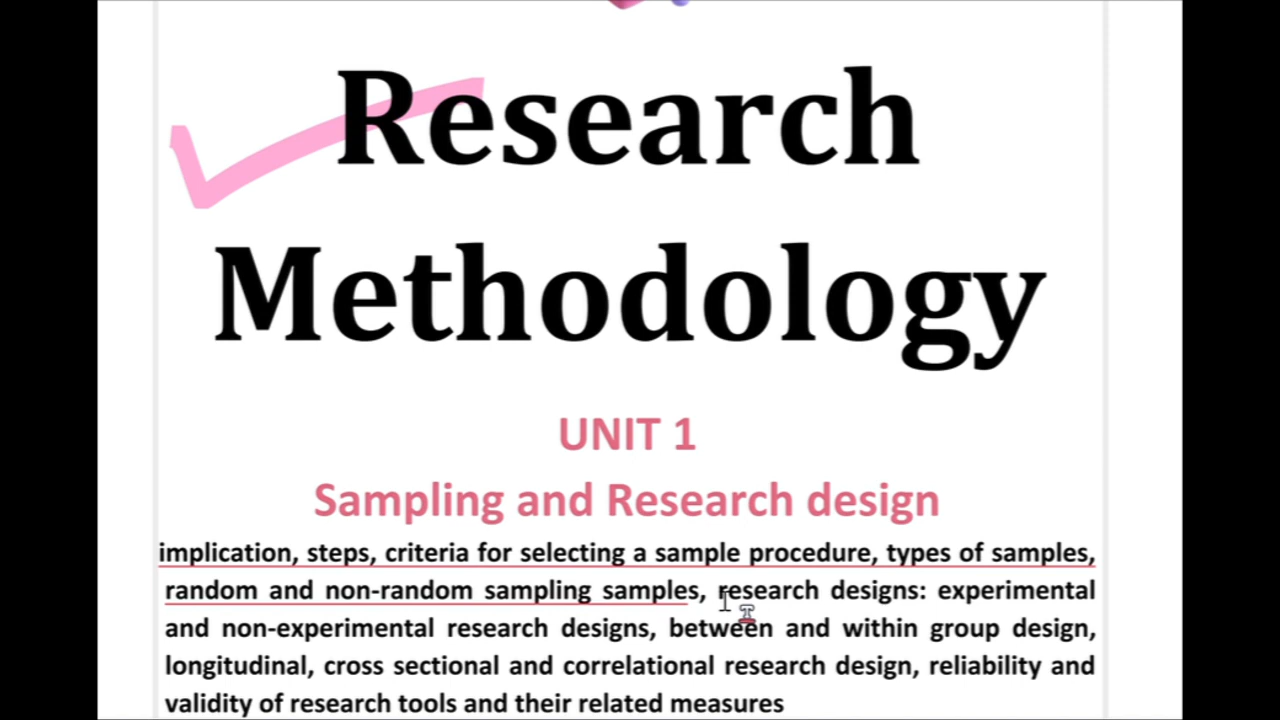 Research
Methodology
UNIT 1
Sampling and Research design
implication, steps, criteria for selecting a sample procedure, types of samples,
random and non-random sampling samples, research designs: experimental
and non-experimental research designs, between and within group design,
longitudinal, cross sectional and correlational research design, reliability and
validity of research tools and their related measures